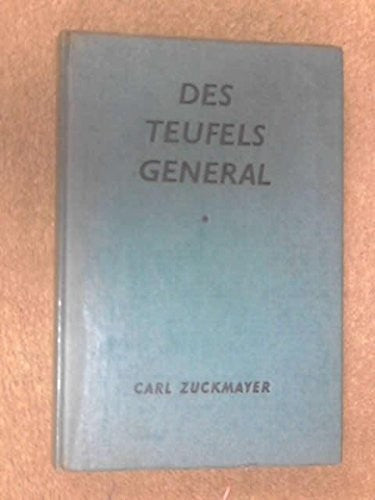 DES
TEUFELS
GENERAL
CARL ZUCKMAYER